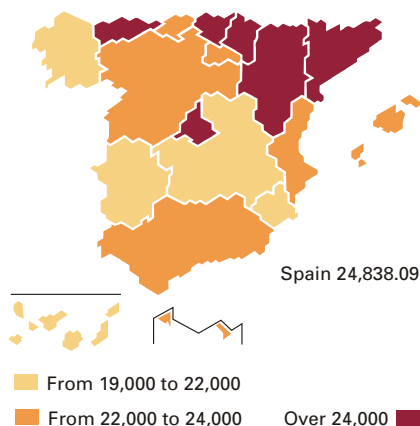 Spain 24,838.09
From 19,000 to 22,000
From 22,000 to 24,000
Over 24,000